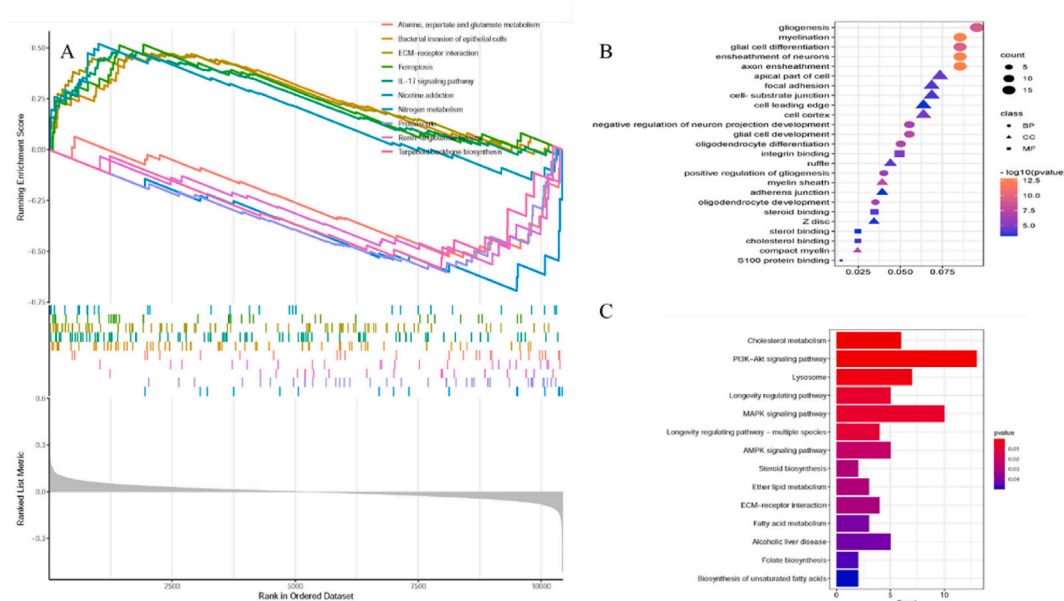 A
Alanine, aspartate and glutamate metabolism
Bacterial invasion of epithelial cells
ECM−receptor interaction
Ferroptosis
IL−17 signaling pathway
Nicotine addiction
Nitrogen metabolism
Terpenoid backbone biosynthesis
Running Enrichment Score
0.50
0.25
0.00
−0.25
−0.50
−0.75
Ranked List Metric
0.6
0.3
0.0
−0.3
2500
5000
7500
10000
Rank in Ordered Dataset
B
gliogenesis
myelination
glial cell differentiation
ensheathment of neurons
axon ensheathment
apical part of cell
focal adhesion
cell− substrate junction
cell leading edge
cell cortex
negative regulation of neuron projection development
glial cell development
oligodendrocyte differentiation
integrin binding
ruffle
positive regulation of gliogenesis
myelin sheath
adherens junction
oligodendrocyte development
steroid binding
Z disc
sterol binding
cholesterol binding
compact myelin
S100 protein binding
0.025
0.050
0.075
count
5
10
15
class
BP
CC
MF
− log10(pvalue
12.5
10.0
7.5
5.0
C
Cholesterol metabolism
PI3K−Akt signaling pathway
Lysosome
Longevity regulating pathway
MAPK signaling pathway
Longevity regulating pathway − multiple species
AMPK signaling pathway
Steroid biosynthesis
Ether lipid metabolism
ECM−receptor interaction
Fatty acid metabolism
Alcoholic liver disease
Folate biosynthesis
Biosynthesis of unsaturated fatty acids
0
5
10
pvalue
0.01
0.02
0.03
0.04